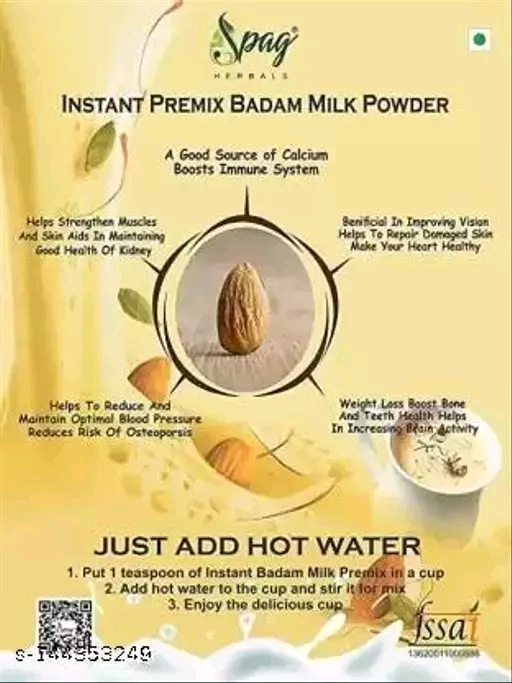 Spag
HERBALS
INSTANT PREMIX BADAM MILK POWDER
A Good Source of Calcium
Boosts Immune System
Helps Strengthen Muscles
And Skin Aids In Maintaining
Good Health Of Kidney
Benificial In Improving Vision
Helps To Repair Damaged Skin
Make Your Heart Healthy
Helps To Reduce And
Maintain Optimal Blood Pressure
Reduces Risk Of Osteoporsis
Weight Loss Boost Bone
And Teeth Health Helps
In Increasing Brain Activity
JUST ADD HOT WATER
1. Put 1 teaspoon of Instant Badam Milk Premix in a cup
2. Add hot water to the cup and stir it for mix
3. Enjoy the delicious cup
fssai
s-144353249